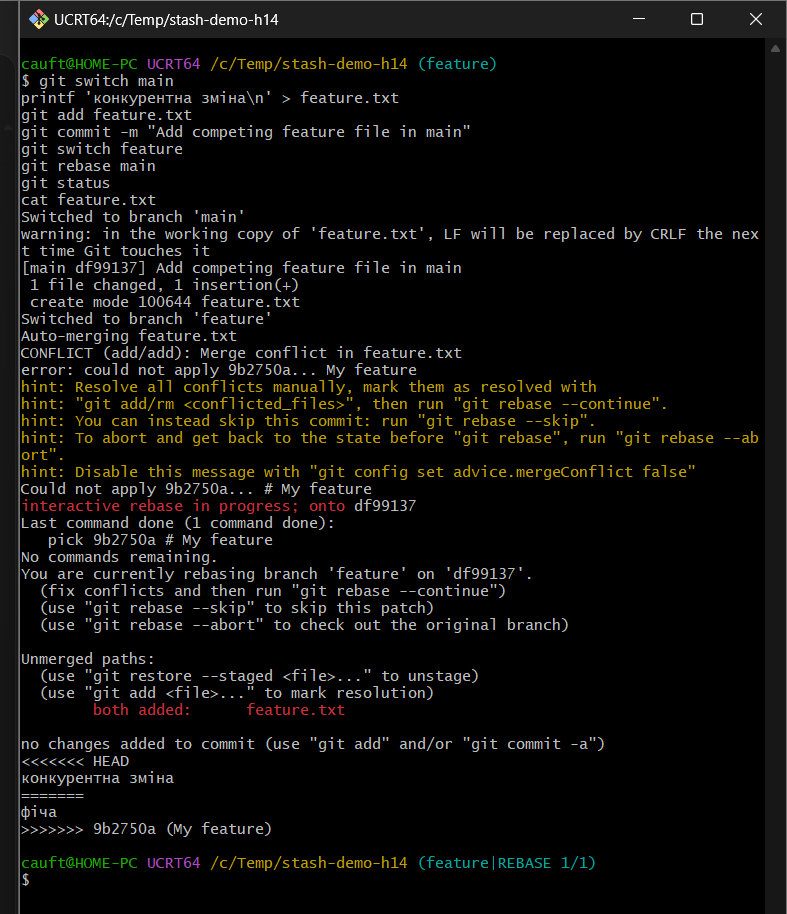 UCRT64:/c/Temp/stash-demo-h14
cauft@HOME-PC UCRT64 /c/Temp/stash-demo-h14 (feature)
$ git switch main
printf 'конкурентна зміна\n' > feature.txt
git add feature.txt
git commit -m "Add competing feature file in main"
git switch feature
git rebase main
git status
cat feature.txt
Switched to branch 'main'
warning: in the working copy of 'feature.txt', LF will be replaced by CRLF the nex
t time Git touches it
[main df99137] Add competing feature file in main
 1 file changed, 1 insertion(+)
 create mode 100644 feature.txt
Switched to branch 'feature'
Auto-merging feature.txt
CONFLICT (add/add): Merge conflict in feature.txt
error: could not apply 9b2750a... My feature
hint: Resolve all conflicts manually, mark them as resolved with
hint: "git add/rm <conflicted_files>", then run "git rebase --continue".
hint: You can instead skip this commit: run "git rebase --skip".
hint: To abort and get back to the state before "git rebase", run "git rebase --ab
ort".
hint: Disable this message with "git config set advice.mergeConflict false"
Could not apply 9b2750a... # My feature
interactive rebase in progress; onto df99137
Last command done (1 command done):
   pick 9b2750a # My feature
No commands remaining.
You are currently rebasing branch 'feature' on 'df99137'.
  (fix conflicts and then run "git rebase --continue")
  (use "git rebase --skip" to skip this patch)
  (use "git rebase --abort" to check out the original branch)

Unmerged paths:
  (use "git restore --staged <file>..." to unstage)
  (use "git add <file>..." to mark resolution)
        both added:      feature.txt

no changes added to commit (use "git add" and/or "git commit -a")
<<<<<<< HEAD
конкурентна зміна
=======
фіча
>>>>>>> 9b2750a (My feature)

cauft@HOME-PC UCRT64 /c/Temp/stash-demo-h14 (feature|REBASE 1/1)
$